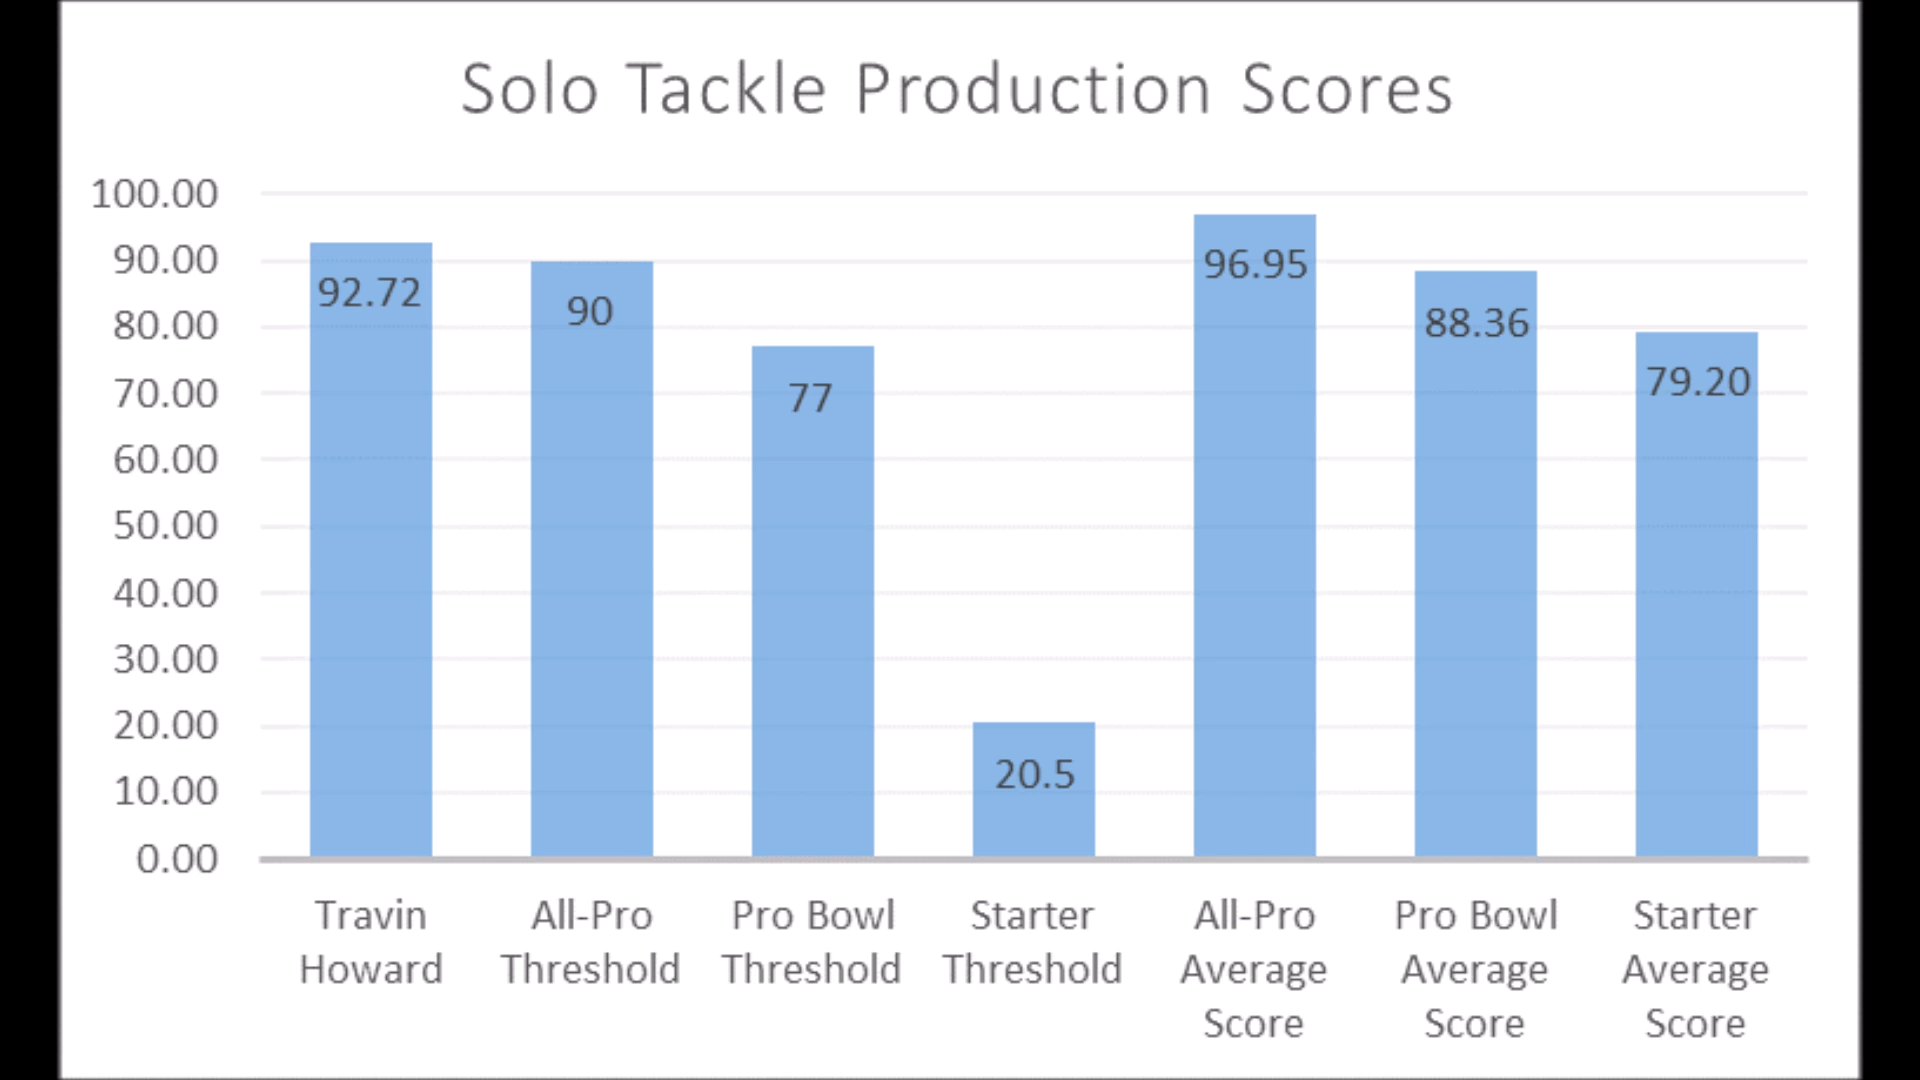 Solo Tackle Production Scores
100.00
90.00
80.00
70.00
60.00
50.00
40.00
30.00
20.00
10.00
0.00
92.72
90
77
20.5
96.95
88.36
79.20
Travin
Howard
All-Pro
Threshold
Pro Bowl
Threshold
Starter
Threshold
All-Pro
Average
Score
Pro Bowl
Average
Score
Starter
Average
Score